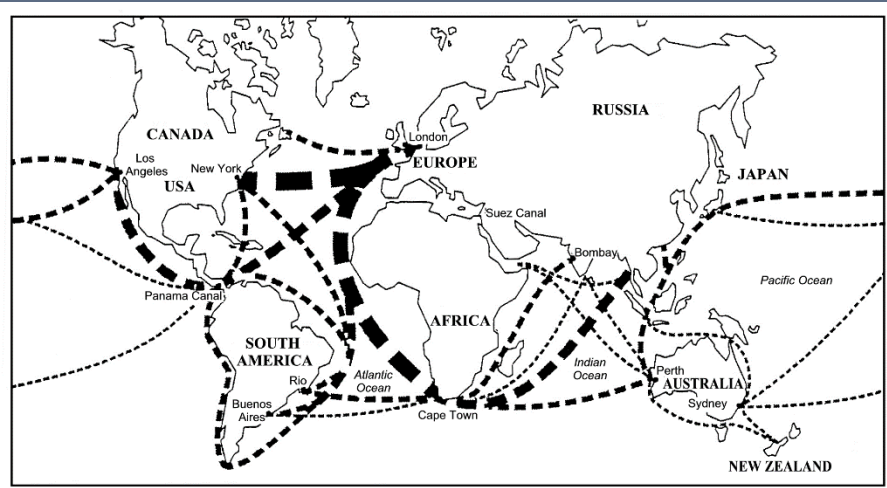 RUSSIA
CANADA
London
EUROPE
Los
Angeles
New York
USA
JAPAN
Suez Canal
Bombay
Pacific Ocean
Panama Canal
AFRICA
SOUTH
AMERICA
Atlantic
Ocean
Indian
Ocean
Perth
AUSTRALIA
Rio
Buenos
Aires
Cape Town
Sydney
NEW ZEALAND